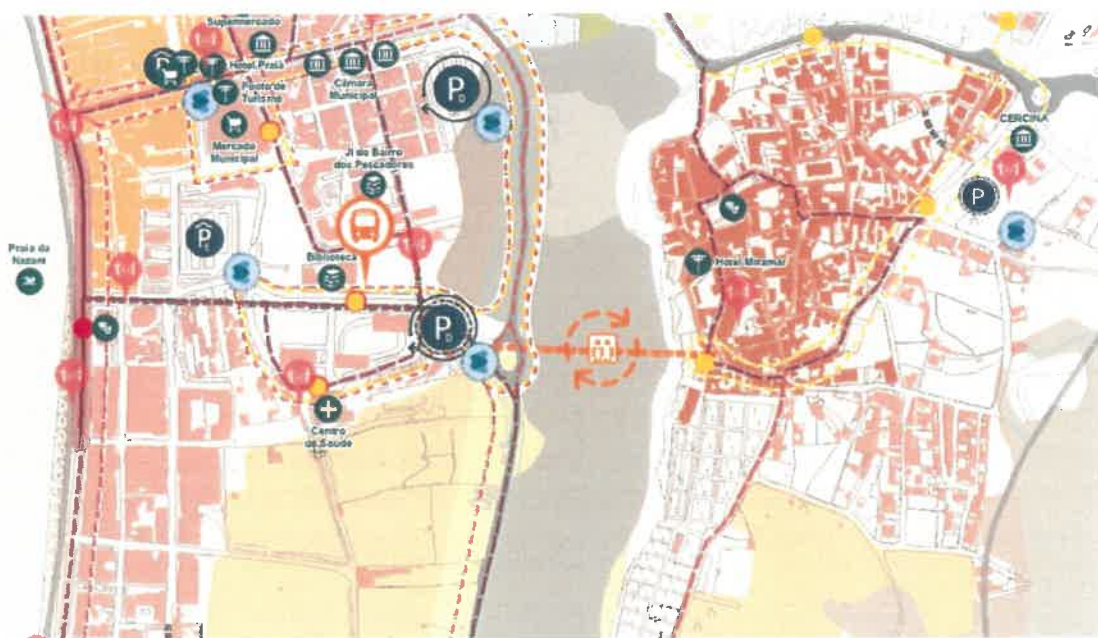 Supermercado
Hotel Praia
Câmara
Municipal
Posto de
Turismo
Mercado
Municipal
JI do Bairro
dos Pescadores
P
P
P
P
CERCINA
Biblioteca
Praia da
Nazaré
Hotel Miramar
Centro
de Saúde